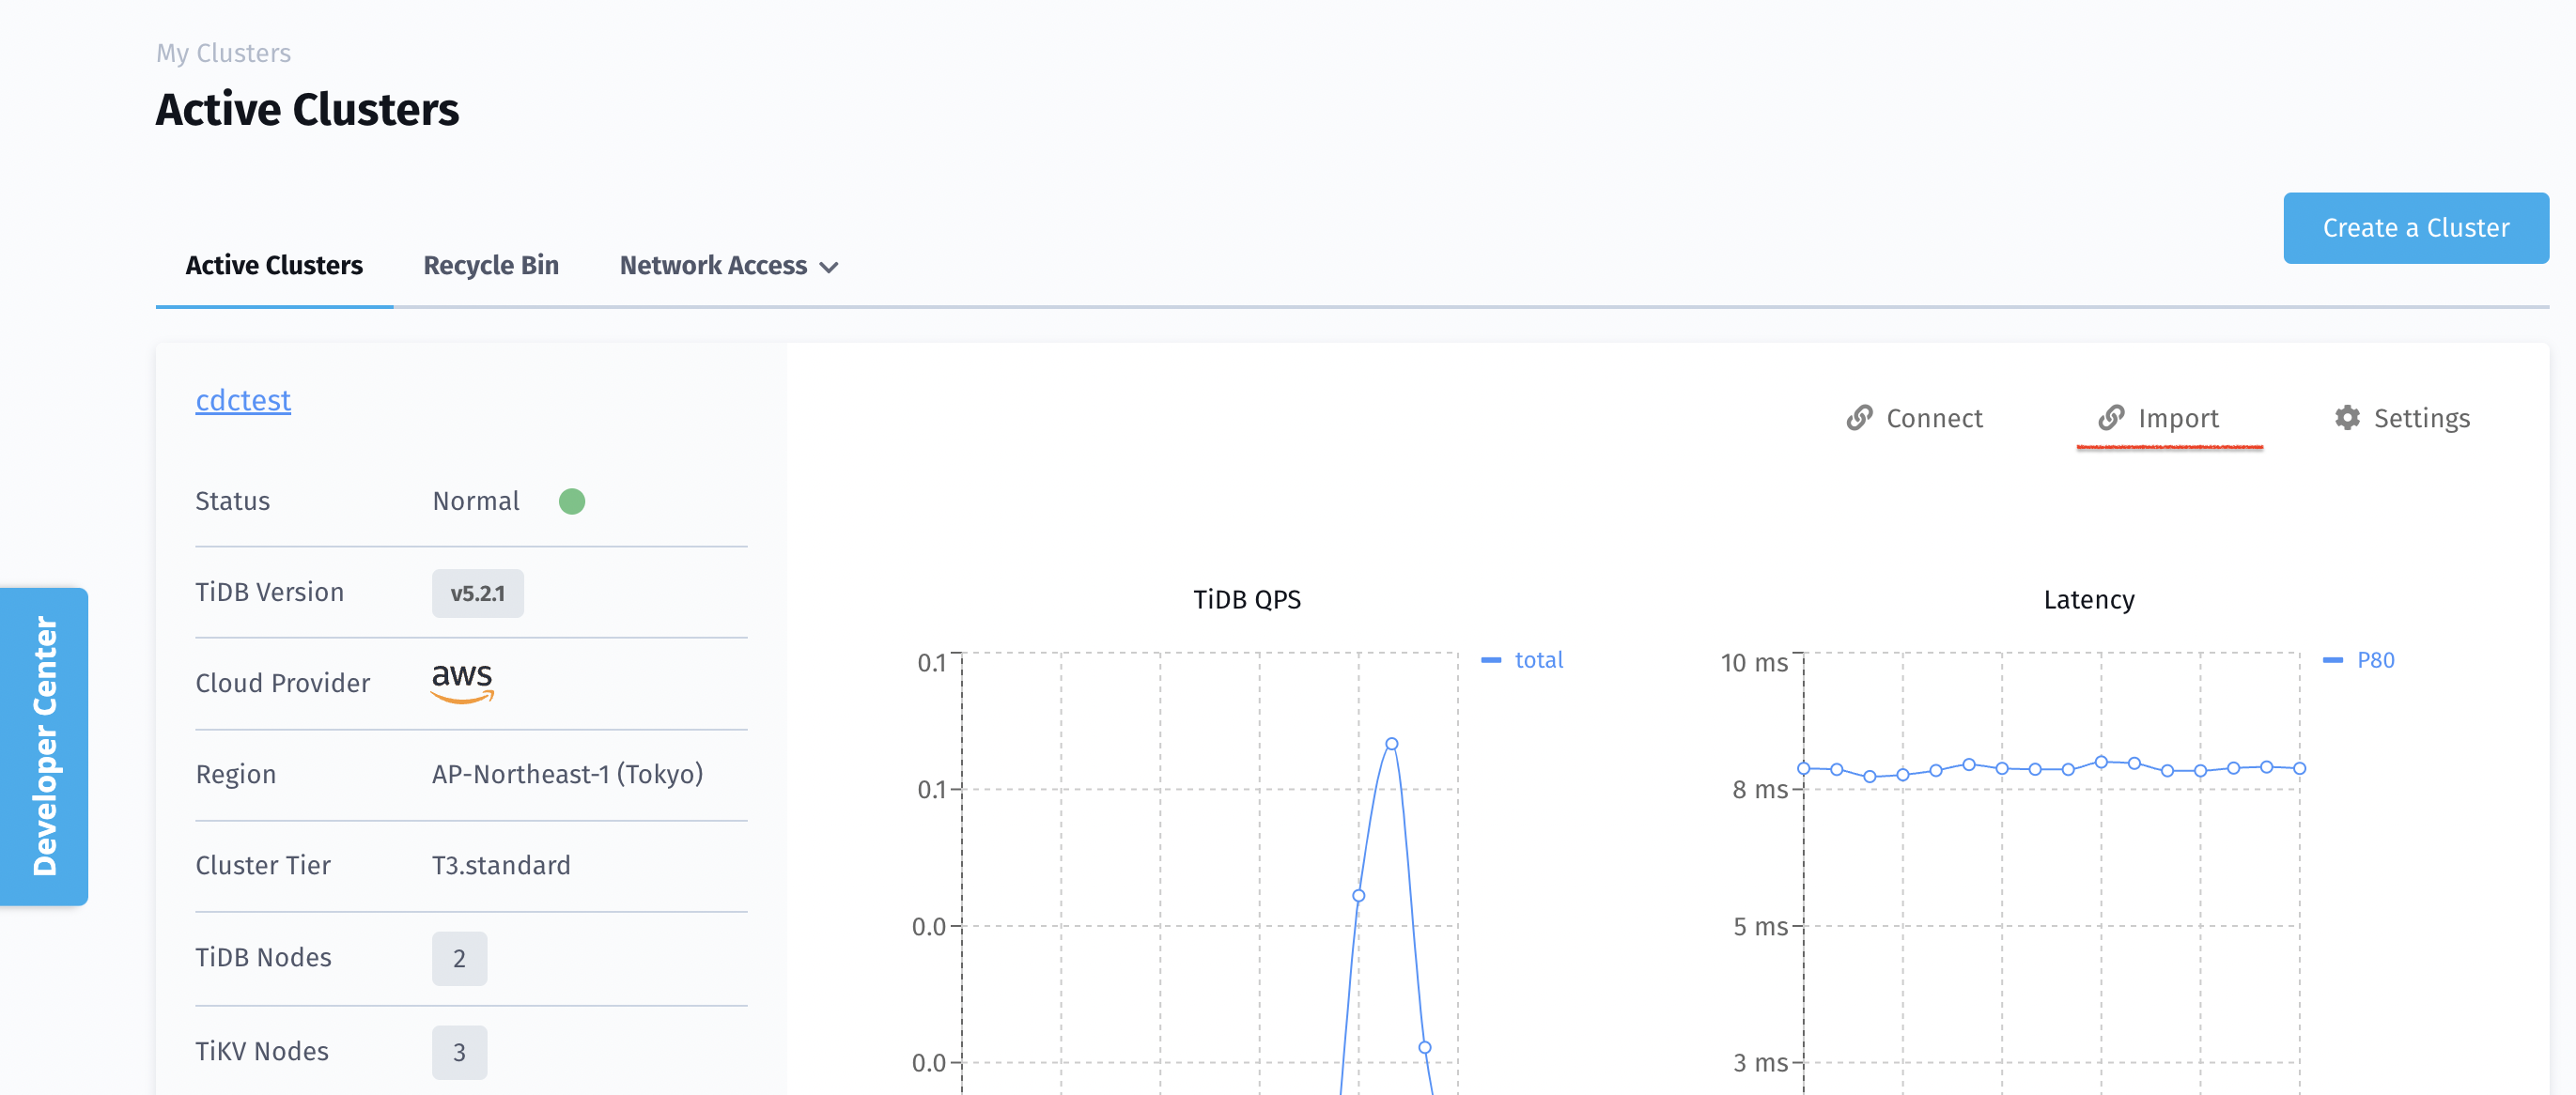 My Clusters
Active Clusters
Create a Cluster
Active Clusters
Recycle Bin
Network Access
cdctest
Connect
Import
Settings
Status
Normal
TiDB Version
v5.2.1
Cloud Provider
aws
Region
AP-Northeast-1 (Tokyo)
Cluster Tier
T3.standard
TiDB Nodes
2
TiKV Nodes
3
Developer Center
TiDB QPS
total
0.1
0.1
0.0
0.0
Latency
P80
10 ms
8 ms
5 ms
3 ms